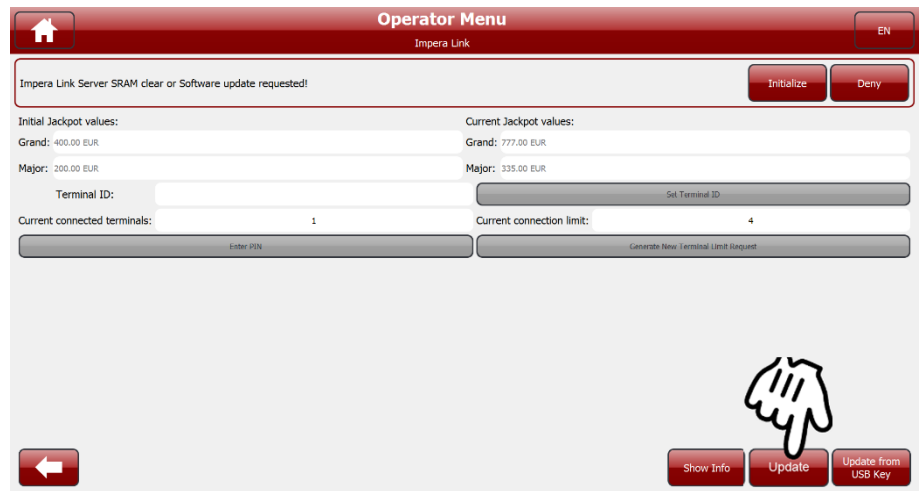 Operator Menu
Impera Link
EN
Impera Link Server SRAM clear or Software update requested!
Initialize
Deny
Initial Jackpot values:
Current Jackpot values:
Grand: 400.00 EUR
Grand: 777.00 EUR
Major: 200.00 EUR
Major: 335.00 EUR
Terminal ID:
Set Terminal ID
Current connected terminals: 1
Current connection limit: 4
Enter PIN
Generate New Terminal Limit Request
Show Info
Update
Update from
USB Key